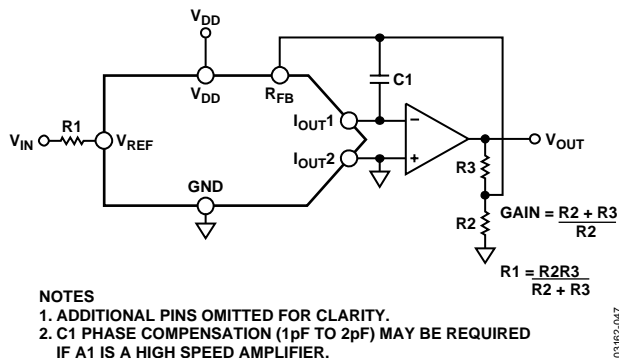 VDD
VDD
RFB
C1
IOUT1
VIN
R1
VREF
IOUT2
GND
−
+
VOUT
R3
R2
GAIN = R2 + R3
R2
R1 = R2R3
R2 + R3
NOTES
1. ADDITIONAL PINS OMITTED FOR CLARITY.
2. C1 PHASE COMPENSATION (1pF TO 2pF) MAY BE REQUIRED
IF A1 IS A HIGH SPEED AMPLIFIER.
03162-047